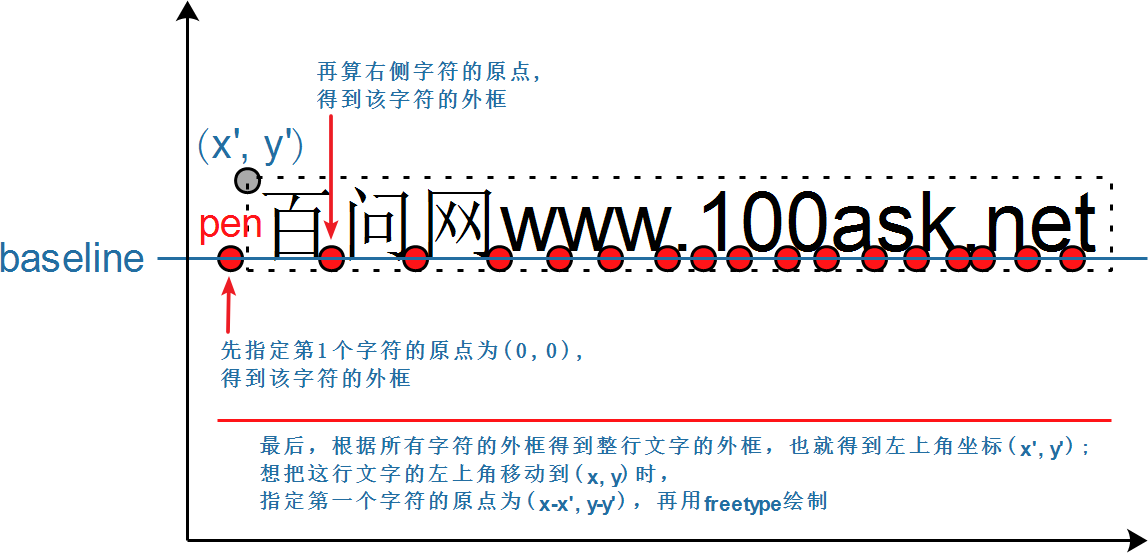 再算右侧字符的原点,
得到该字符的外框
(x', y')
百问网www.100ask.net
pen
baseline
先指定第1个字符的原点为(0,0),
得到该字符的外框
最后，根据所有字符的外框得到整行文字的外框，也就得到左上角坐标(x', y');
想把这行文字的左上角移动到(x, y)时，
指定第一个字符的原点为(x-x', y-y')，再用freetype绘制